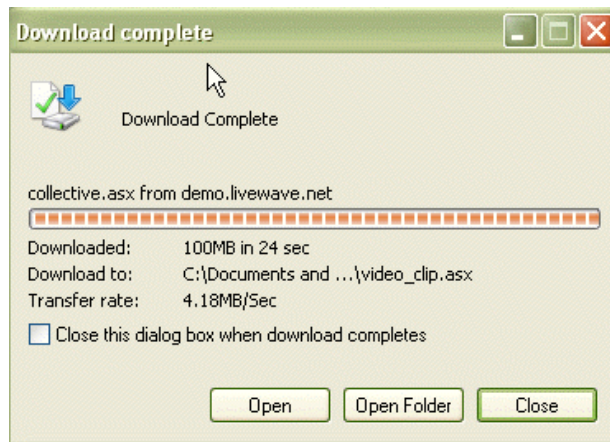 Download complete
Download Complete
collective.asx from demo.livewave.net
Downloaded: 100MB in 24 sec
Download to: C:\Documents and ...\video_clip.asx
Transfer rate: 4.18MB/Sec
Close this dialog box when download completes
Open Open Folder Close